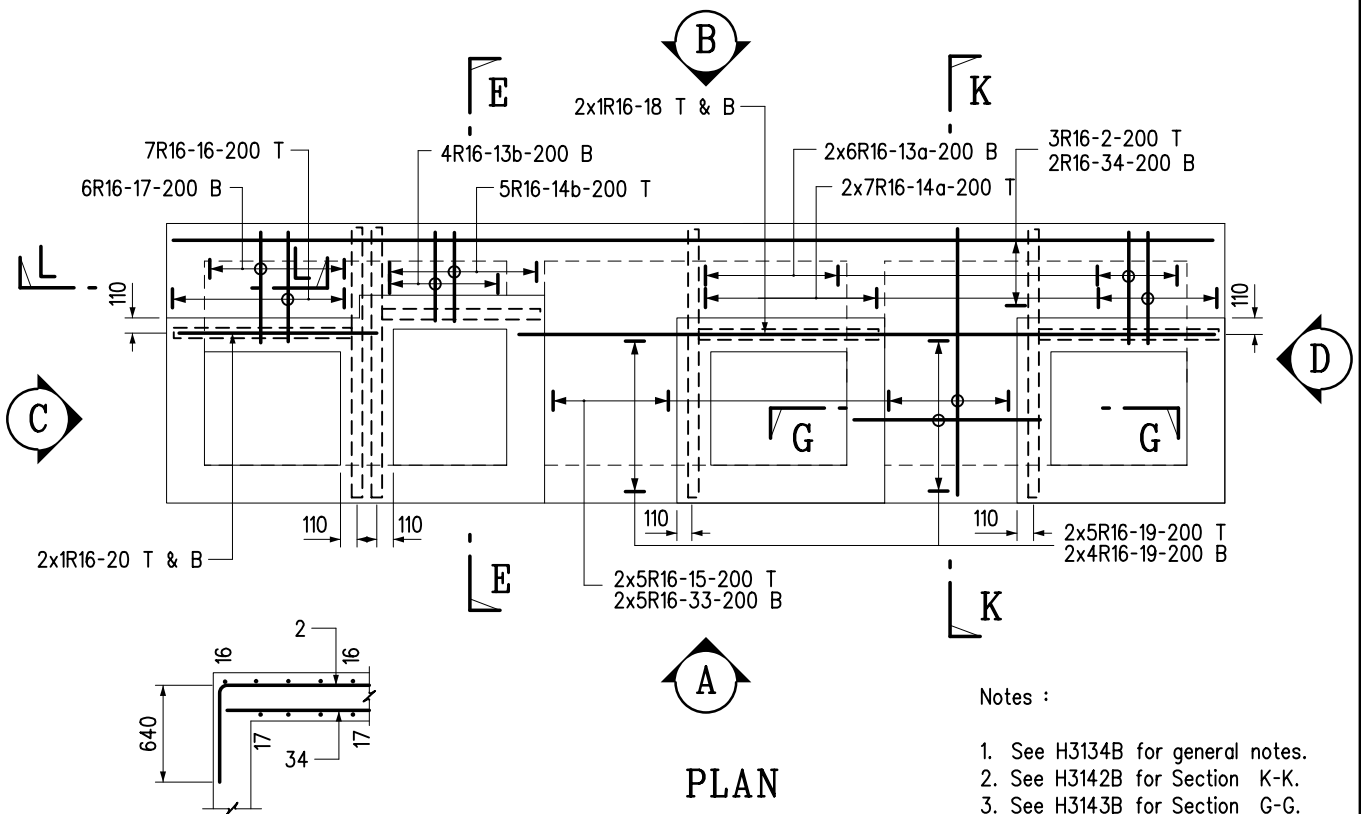 B
E
K
2x1R16-18 T & B
7R16-16-200 T
4R16-13b-200 B
2x6R16-13a-200 B
3R16-2-200 T
2R16-34-200 B
6R16-17-200 B
5R16-14b-200 T
2x7R16-14a-200 T
L
L
110
110
C
D
G
G
110
110
110
110
2x1R16-20 T & B
2x5R16-19-200 T
2x4R16-19-200 B
E
2x5R16-15-200 T
2x5R16-33-200 B
K
2
16
16
A
640
17
17
34
PLAN
Notes :
1. See H3134B for general notes.
2. See H3142B for Section K-K.
3. See H3143B for Section G-G.